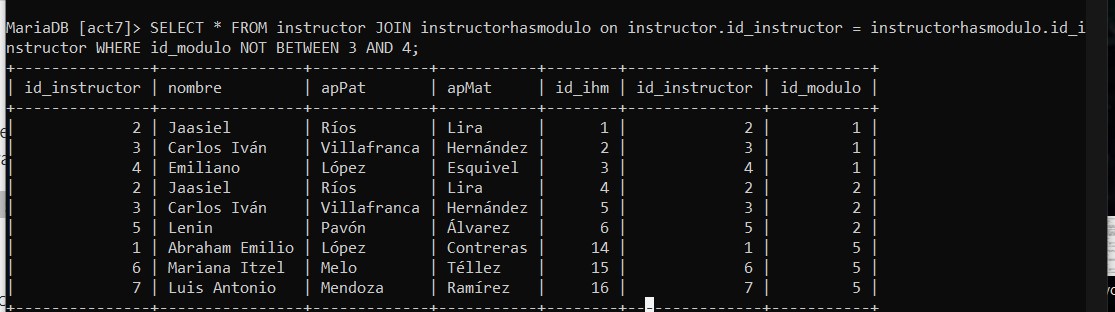 MariaDB [act7]> SELECT * FROM instructor JOIN instructorhasmodulo on instructor.id_instructor = instructorhasmodulo.id_i
nstructor WHERE id_modulo NOT BETWEEN 3 AND 4;
+---------------+----------------+-------------+-----------+--------+---------------+-----------+
| id_instructor | nombre         | apPat       | apMat     | id_ihm | id_instructor | id_modulo |
+---------------+----------------+-------------+-----------+--------+---------------+-----------+
|             2 | Jaasiel        | Ríos        | Lira      |      1 |             2 |         1 |
|             3 | Carlos Iván    | Villafranca | Hernández |      2 |             3 |         1 |
|             4 | Emiliano       | López       | Esquivel  |      3 |             4 |         1 |
|             2 | Jaasiel        | Ríos        | Lira      |      4 |             2 |         2 |
|             3 | Carlos Iván    | Villafranca | Hernández |      5 |             3 |         2 |
|             5 | Lenin          | Pavón       | Álvarez   |      6 |             5 |         2 |
|             1 | Abraham Emilio | López       | Contreras |     14 |             1 |         5 |
|             6 | Mariana Itzel  | Melo        | Téllez    |     15 |             6 |         5 |
|             7 | Luis Antonio   | Mendoza     | Ramírez   |     16 |             7 |         5 |
+---------------+----------------+-------------+-----------+--------+---------------+-----------+